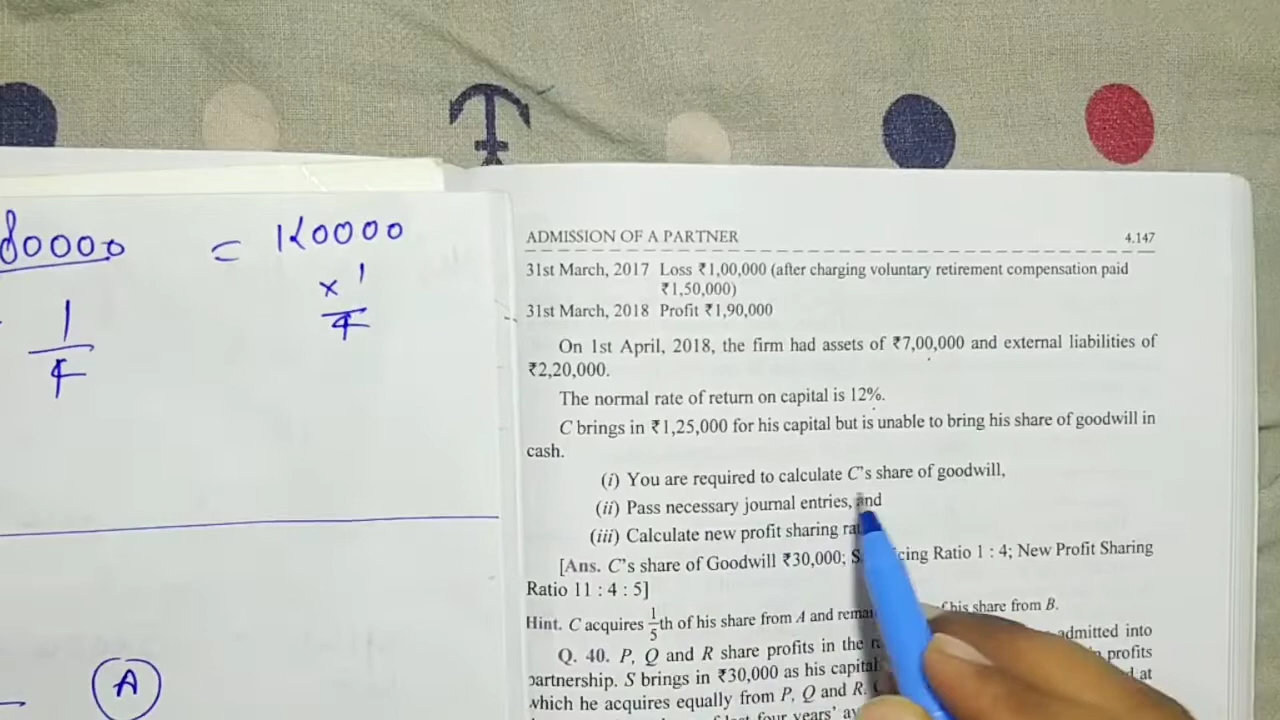 80000 = 120000
1/4
× 1/4
A
ADMISSION OF A PARTNER 4.147
31st March, 2017 Loss ₹1,00,000 (after charging voluntary retirement compensation paid
₹1,50,000)
31st March, 2018 Profit ₹1,90,000
On 1st April, 2018, the firm had assets of ₹7,00,000 and external liabilities of
₹2,20,000.
The normal rate of return on capital is 12%.
C brings in ₹1,25,000 for his capital but is unable to bring his share of goodwill in
cash.
(i) You are required to calculate C's share of goodwill,
(ii) Pass necessary journal entries, and
(iii) Calculate new profit sharing
[Ans. C's share of Goodwill ₹30,000; Ratio 1 : 4; New Profit Sharing
Ratio 11 : 4 : 5]
Hint. C acquires 1/5th of his share from A and his share from B.
Q. 40. P, Q and R share profits in the admitted into
partnership. S brings in ₹30,000 as his capital profits
which he acquires equally from P, Q and R. at
last four years'